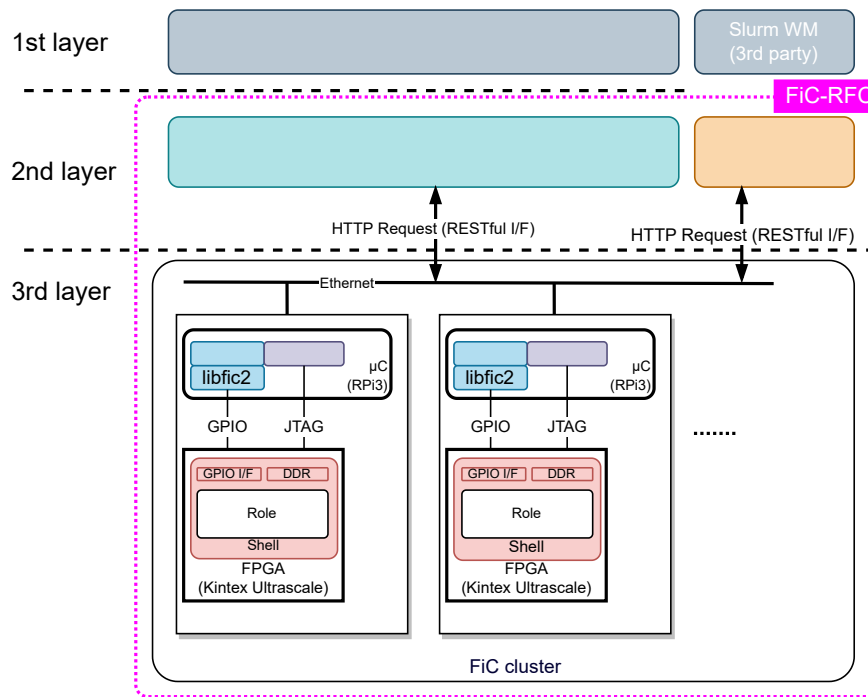 1st layer
Slurm WM
(3rd party)
FiC-RFC
2nd layer
HTTP Request (RESTful I/F)
HTTP Request (RESTful I/F)
3rd layer
Ethernet
libfic2
µC
(RPi3)
GPIO
JTAG
GPIO I/F
DDR
Role
Shell
FPGA
(Kintex Ultrascale)
libfic2
µC
(RPi3)
GPIO
JTAG
GPIO I/F
DDR
Role
Shell
FPGA
(Kintex Ultrascale)
.......
FiC cluster